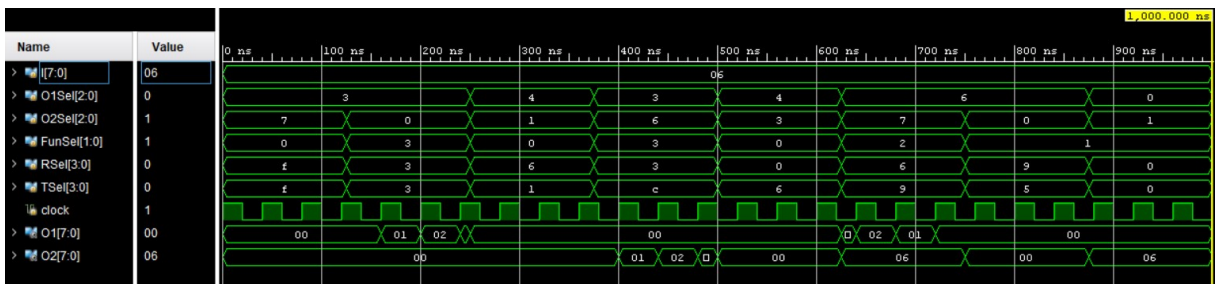 1,000.000 ns
Name Value 0 ns 100 ns 200 ns 300 ns 400 ns 500 ns 600 ns 700 ns 800 ns 900 ns
I[7:0] 06 06
O1Sel[2:0] 0 3 4 3 4 6 0
O2Sel[2:0] 1 7 0 1 6 3 7 0 1
FunSel[1:0] 1 0 3 0 3 0 2 1
RSel[3:0] 0 f 3 6 3 0 6 9 0
TSel[3:0] 0 f 3 1 c 6 9 5 0
clock 1
O1[7:0] 00 00 01 02 00 02 01 00
O2[7:0] 06 00 01 02 00 06 00 06